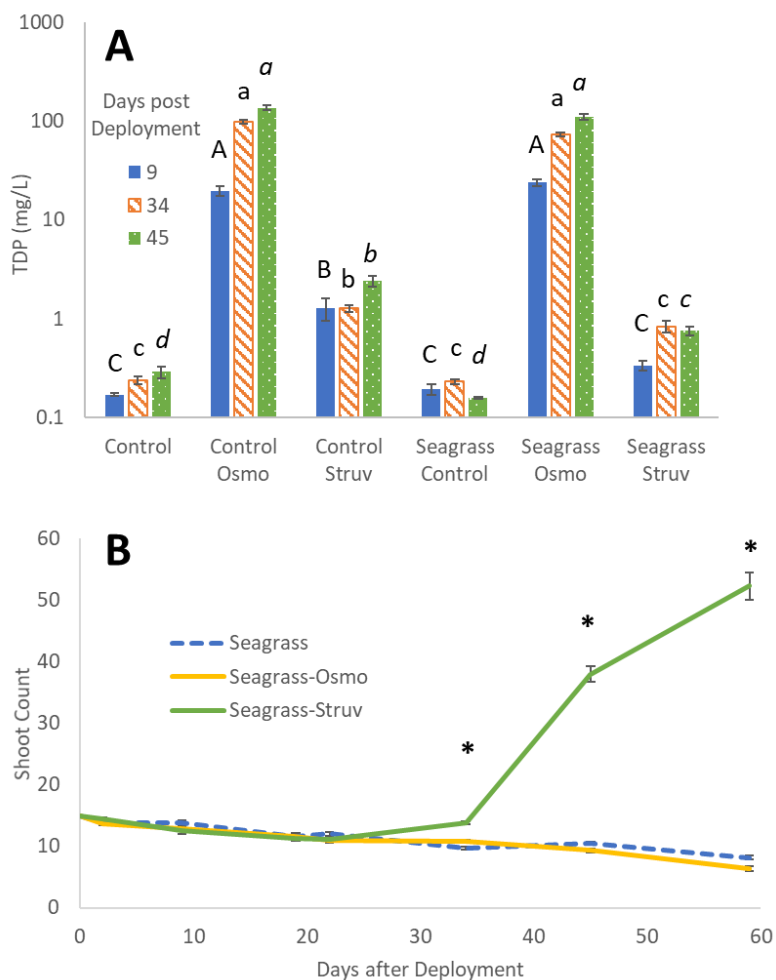 A
1000
100
10
1
0.1
TDP (mg/L)
Days post
Deployment
9
34
45
C c d
A a a
B b b
C c d
A a a
C c c
Control
Control
Osmo
Control
Struv
Seagrass
Control
Seagrass
Osmo
Seagrass
Struv
B
60
50
40
30
20
10
0
Shoot Count
Seagrass
Seagrass-Osmo
Seagrass-Struv
*
*
*
0 10 20 30 40 50 60
Days after Deployment